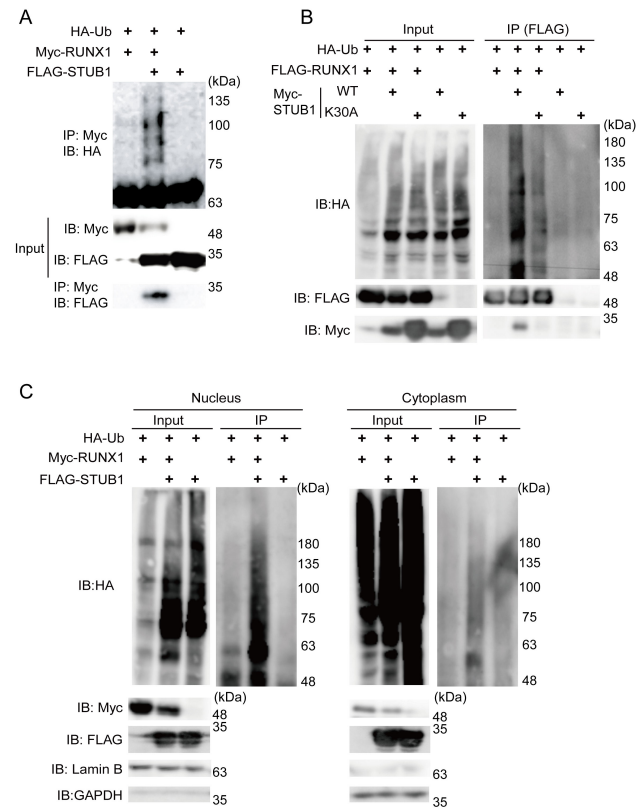 A
HA-Ub + + +
Myc-RUNX1 + +
FLAG-STUB1 + +
(kDa)
135
100
IP: Myc
IB: HA
75
63
Input
IB: Myc
48
IB: FLAG
35
IP: Myc
IB: FLAG
35
B
Input IP (FLAG)
HA-Ub + + + + + + + + + +
FLAG-RUNX1 + + + + + +
Myc-STUB1
WT + + + +
K30A + + + +
(kDa)
180
135
100
IB:HA
75
63
48
IB: FLAG
48
35
IB: Myc
C
Nucleus Cytoplasm
Input IP Input IP
HA-Ub + + + + + + + + + + + +
Myc-RUNX1 + + + + + + + +
FLAG-STUB1 + + + + + + + +
(kDa) (kDa)
180 180
135 135
IB:HA
100 100
75 75
63 63
48 48
(kDa) (kDa)
IB: Myc
48 48
35 35
IB: FLAG
IB: Lamin B
63 63
IB:GAPDH
35 35